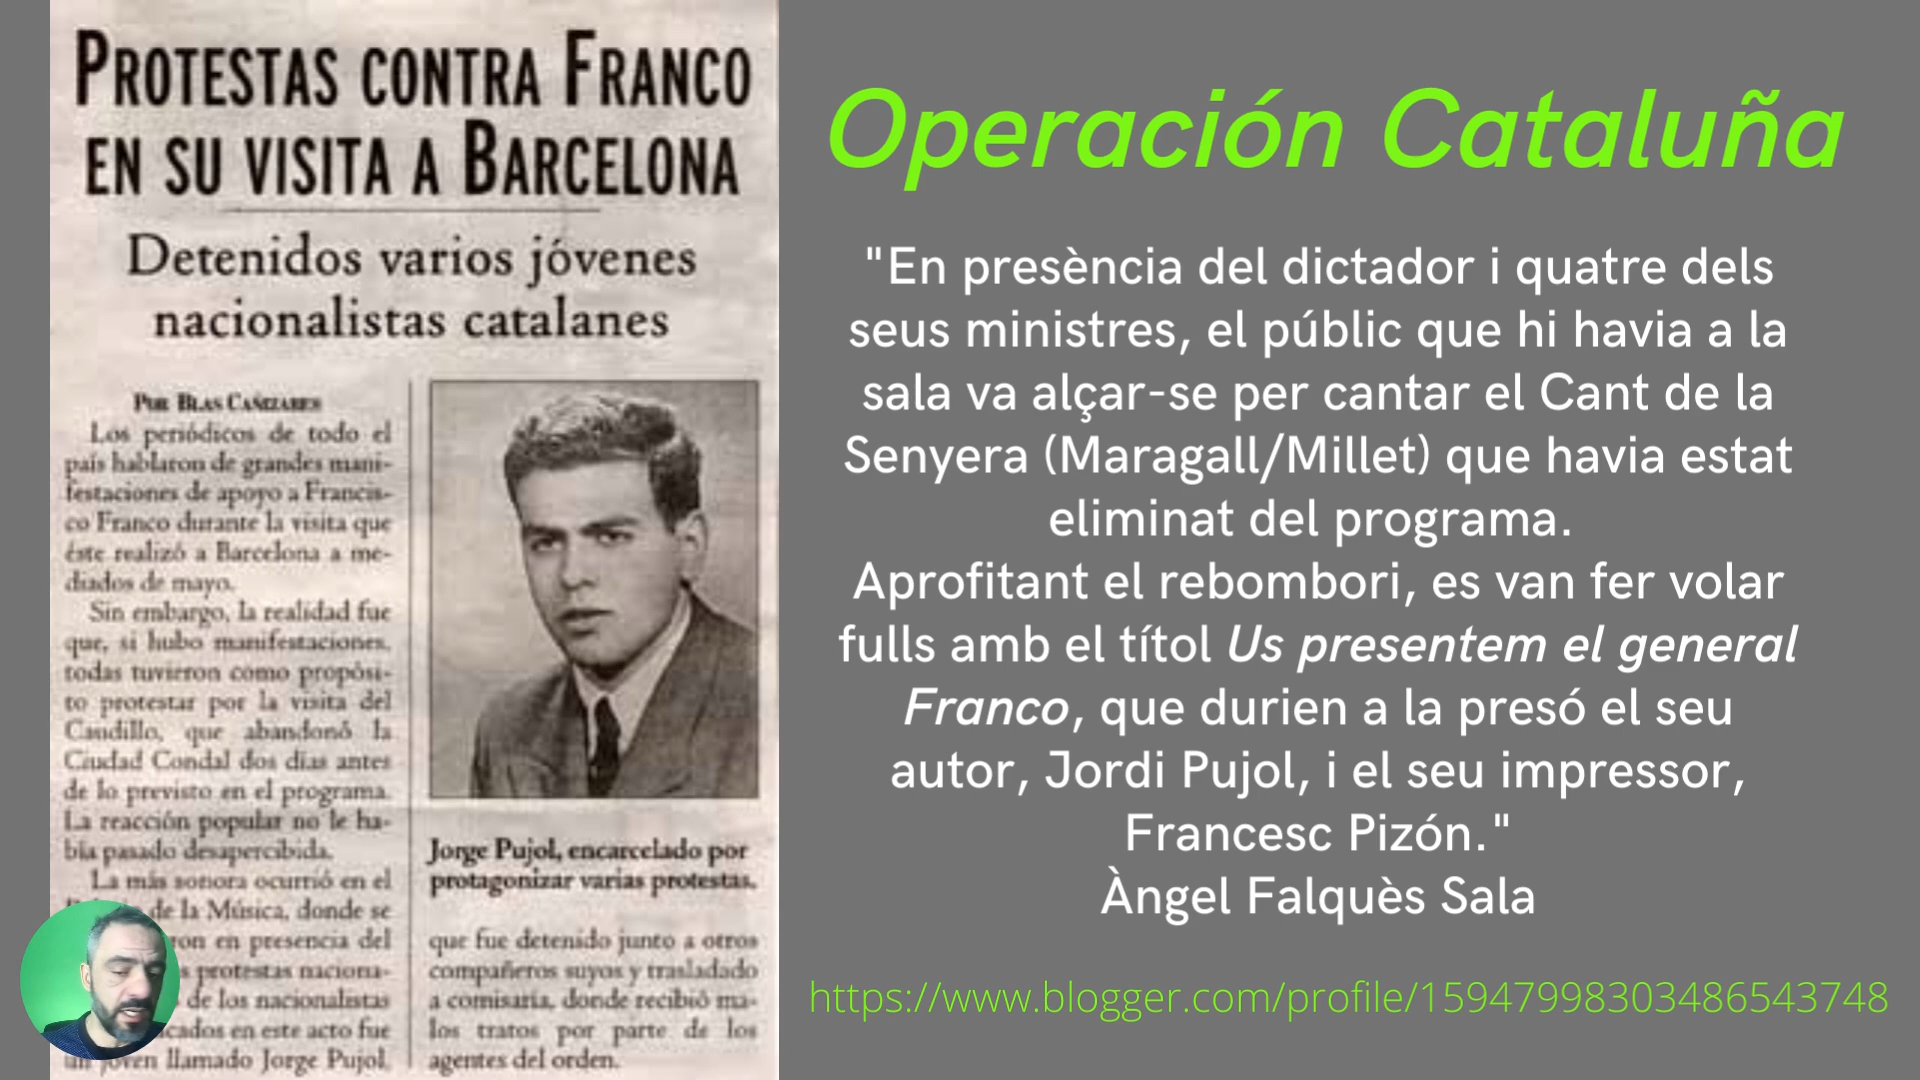 PROTESTAS CONTRA FRANCO
EN SU VISITA A BARCELONA
Detenidos varios jóvenes
nacionalistas catalanes
POR BLAS CAÑIZARES
Los periódicos de todo el
país hablaron de grandes mani-
festaciones de apoyo a Francis-
co Franco durante la visita que
éste realizó a Barcelona a me-
diados de mayo.
Sin embargo, la realidad fue
que, si hubo manifestaciones,
todas tuvieron como propósi-
to protestar por la visita del
Caudillo, que abandonó la
Ciudad Condal dos días antes
de lo previsto en el programa.
La reacción popular no le ha-
bía pasado desapercibida.
La más sonora ocurrió en el
de la Música, donde se
en presencia del
protestas naciona-
de los nacionalistas
en este acto fue
un joven llamado Jorge Pujol,
Jorge Pujol, encarcelado por
protagonizar varias protestas.
que fue detenido junto a otros
compañeros suyos y trasladado
a comisaría, donde recibió ma-
los tratos por parte de los
agentes del orden.
Operación Cataluña
"En presència del dictador i quatre dels
seus ministres, el públic que hi havia a la
sala va alçar-se per cantar el Cant de la
Senyera (Maragall/Millet) que havia estat
eliminat del programa.
Aprofitant el rebombori, es van fer volar
fulls amb el títol Us presentem el general
Franco, que durien a la presó el seu
autor, Jordi Pujol, i el seu impressor,
Francesc Pizón."
Àngel Falquès Sala
https://www.blogger.com/profile/15947998303486543748